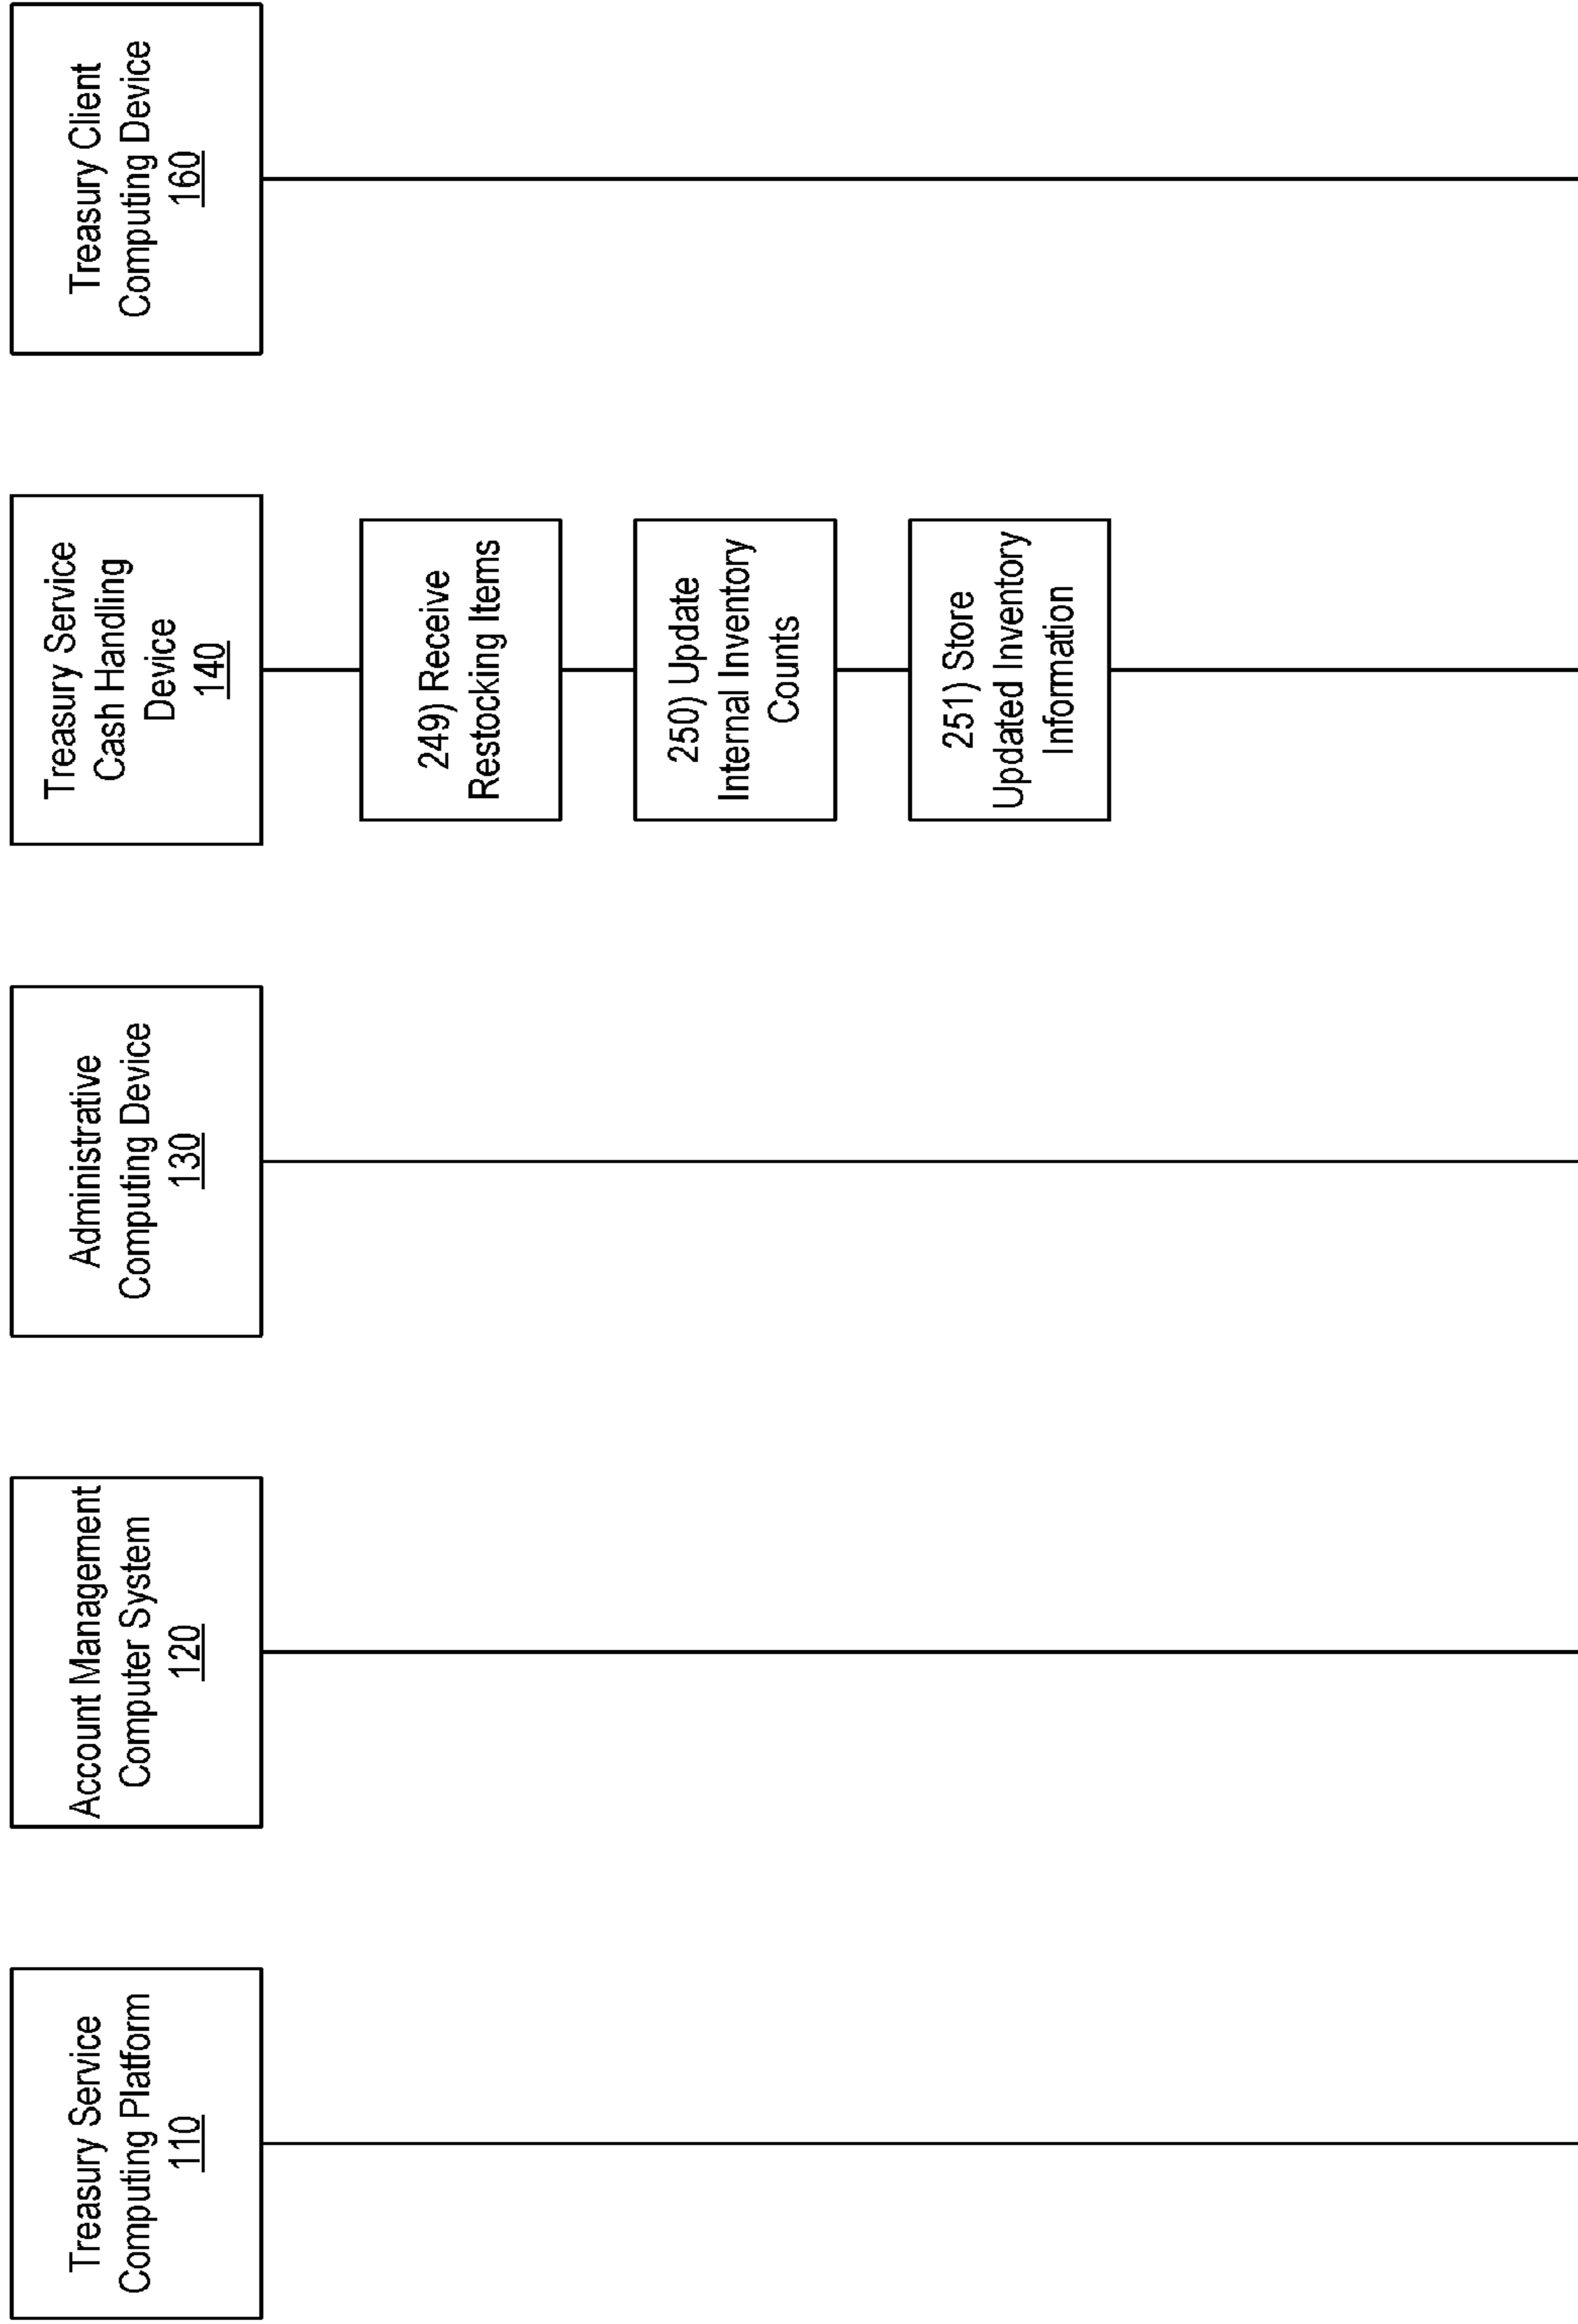 Treasury Service
Computing Platform
110
Account Management
Computer System
120
Administrative
Computing Device
130
Treasury Service
Cash Handling
Device
140
Treasury Client
Computing Device
160
249) Receive
Restocking Items
250) Update
Internal Inventory
Counts
251) Store
Updated Inventory
Information